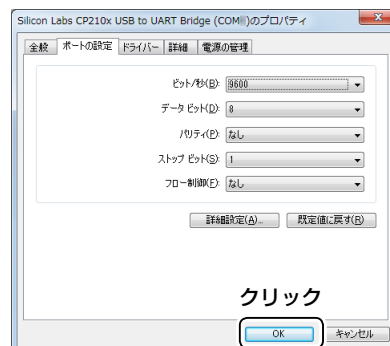 Silicon Labs CP210x USB to UART Bridge (COM)のプロパティ
全般 ポートの設定 ドライバー 詳細 電源の管理
ビット/秒(B): 9600
データ ビット(D): 8
パリティ(P): なし
ストップ ビット(S): 1
フロー制御(F): なし
詳細設定(A)... 既定値に戻す(R)
クリック
OK キャンセル